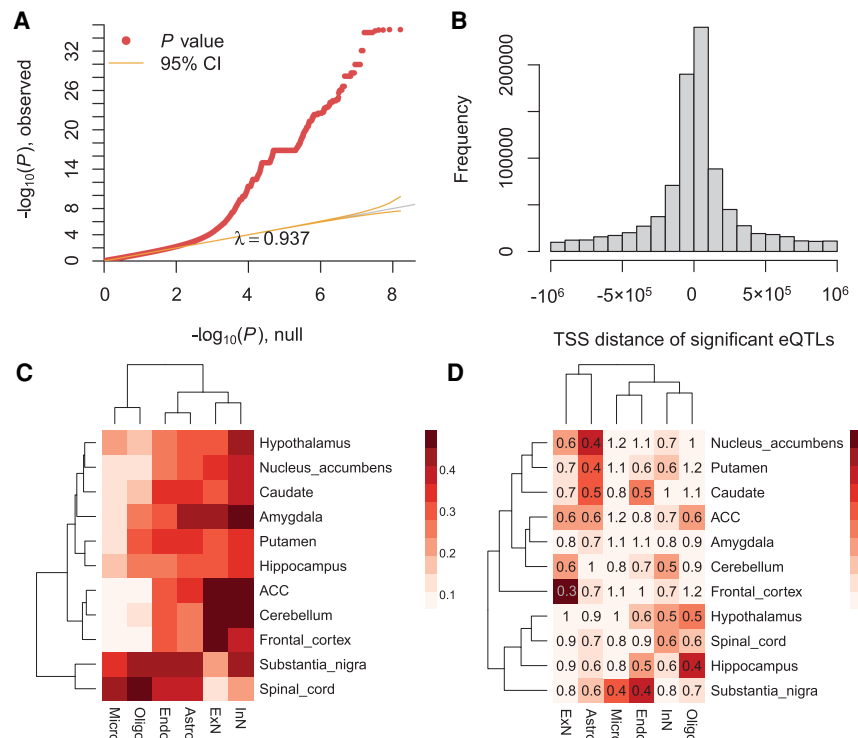 A
P value
95% CI
-log10(P), observed
32
26
20
14
8
4
0
λ = 0.937
0 2 4 6 8
-log10(P), null
B
Frequency
200000
100000
0
-10⁶ -5×10⁵ 0 5×10⁵ 10⁶
TSS distance of significant eQTLs
C
Hypothalamus
Nucleus_accumbens
Caudate
Amygdala
Putamen
Hippocampus
ACC
Cerebellum
Frontal_cortex
Substantia_nigra
Spinal_cord
Micro Oligo Endo Astro ExN InN
0.4
0.3
0.2
0.1
D
0.6 0.4 1.2 1.1 0.7 1 Nucleus_accumbens
0.7 0.4 1.1 0.6 0.6 1.2 Putamen
0.7 0.5 0.8 0.5 1 1.1 Caudate
0.6 0.6 1.2 0.8 0.7 0.6 ACC
0.8 0.7 1.1 1.1 0.8 0.9 Amygdala
0.6 1 0.8 0.7 0.5 0.9 Cerebellum
0.3 0.7 1.1 1 0.7 1.2 Frontal_cortex
1 0.9 1 0.6 0.5 0.5 Hypothalamus
0.9 0.7 0.8 0.9 0.6 0.6 Spinal_cord
0.9 0.6 0.8 0.5 0.6 0.4 Hippocampus
0.8 0.6 0.4 0.4 0.8 0.7 Substantia_nigra
ExN Astro Micro Endo InN Oligo